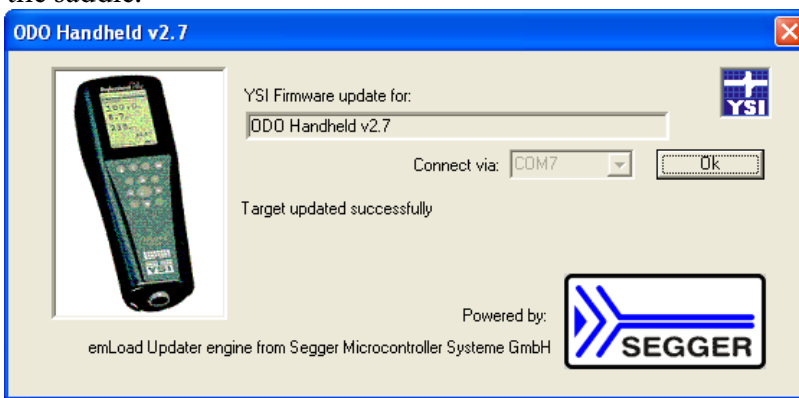 the saddle.
ODO Handheld v2.7
YSI Firmware update for:
ODO Handheld v2.7
YSI
Connect via: COM7 Ok
Target updated successfully
YSI
Powered by:
emLoad Updater engine from Segger Microcontroller Systeme GmbH
SEGGER